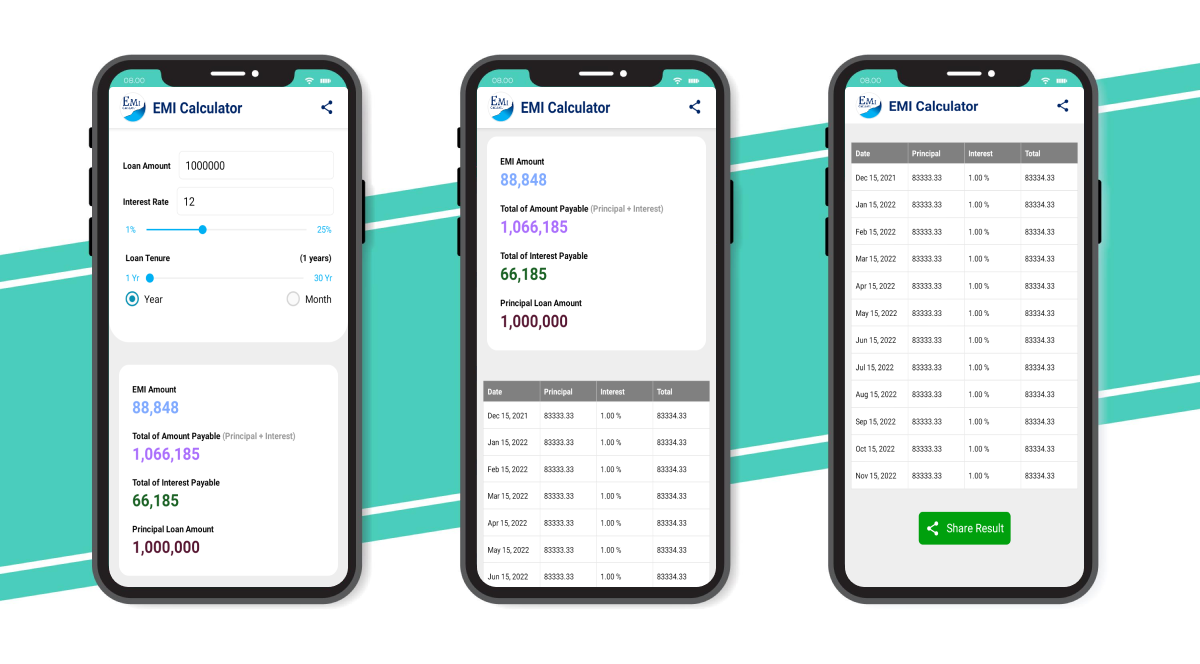 08.00
EMI
EMI Calculator
Loan Amount 1000000
Interest Rate 12
1% 25%
Loan Tenure (1 years)
1 Yr 30 Yr
Year Month
EMI Amount
88,848
Total of Amount Payable (Principal + Interest)
1,066,185
Total of Interest Payable
66,185
Principal Loan Amount
1,000,000
08.00
EMI
EMI Calculator
EMI Amount
88,848
Total of Amount Payable (Principal + Interest)
1,066,185
Total of Interest Payable
66,185
Principal Loan Amount
1,000,000
Date Principal Interest Total
Dec 15, 2021 83333.33 1.00 % 83334.33
Jan 15, 2022 83333.33 1.00 % 83334.33
Feb 15, 2022 83333.33 1.00 % 83334.33
Mar 15, 2022 83333.33 1.00 % 83334.33
Apr 15, 2022 83333.33 1.00 % 83334.33
May 15, 2022 83333.33 1.00 % 83334.33
Jun 15, 2022 83333.33 1.00 % 83334.33
08.00
EMI
EMI Calculator
Date Principal Interest Total
Dec 15, 2021 83333.33 1.00 % 83334.33
Jan 15, 2022 83333.33 1.00 % 83334.33
Feb 15, 2022 83333.33 1.00 % 83334.33
Mar 15, 2022 83333.33 1.00 % 83334.33
Apr 15, 2022 83333.33 1.00 % 83334.33
May 15, 2022 83333.33 1.00 % 83334.33
Jun 15, 2022 83333.33 1.00 % 83334.33
Jul 15, 2022 83333.33 1.00 % 83334.33
Aug 15, 2022 83333.33 1.00 % 83334.33
Sep 15, 2022 83333.33 1.00 % 83334.33
Oct 15, 2022 83333.33 1.00 % 83334.33
Nov 15, 2022 83333.33 1.00 % 83334.33
Share Result